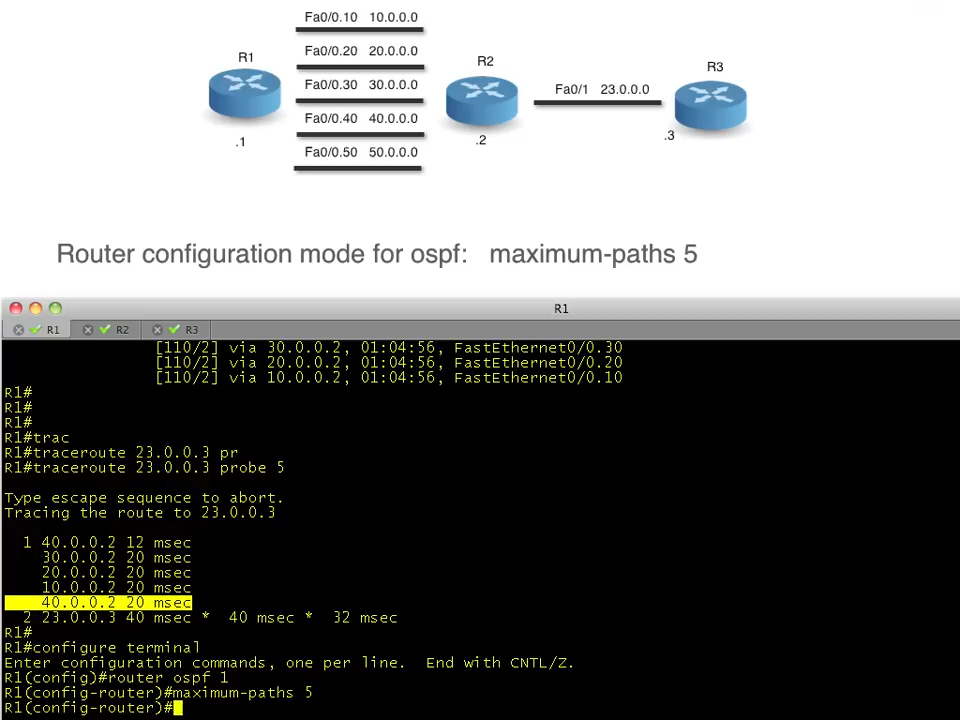 Fa0/0.10 10.0.0.0
Fa0/0.20 20.0.0.0
R1
R2
R3
Fa0/0.30 30.0.0.0
Fa0/1 23.0.0.0
Fa0/0.40 40.0.0.0
.1
.2
.3
Fa0/0.50 50.0.0.0
Router configuration mode for ospf: maximum-paths 5
R1
R1 R2 R3
[110/2] via 30.0.0.2, 01:04:56, FastEthernet0/0.30
[110/2] via 20.0.0.2, 01:04:56, FastEthernet0/0.20
[110/2] via 10.0.0.2, 01:04:56, FastEthernet0/0.10
R1#
R1#
R1#
R1#trac
R1#traceroute 23.0.0.3 pr
R1#traceroute 23.0.0.3 probe 5
Type escape sequence to abort.
Tracing the route to 23.0.0.3
1 40.0.0.2 12 msec
30.0.0.2 20 msec
20.0.0.2 20 msec
10.0.0.2 20 msec
40.0.0.2 20 msec
2 23.0.0.3 40 msec * 40 msec * 32 msec
R1#
R1#configure terminal
Enter configuration commands, one per line. End with CNTL/Z.
R1(config)#router ospf 1
R1(config-router)#maximum-paths 5
R1(config-router)#